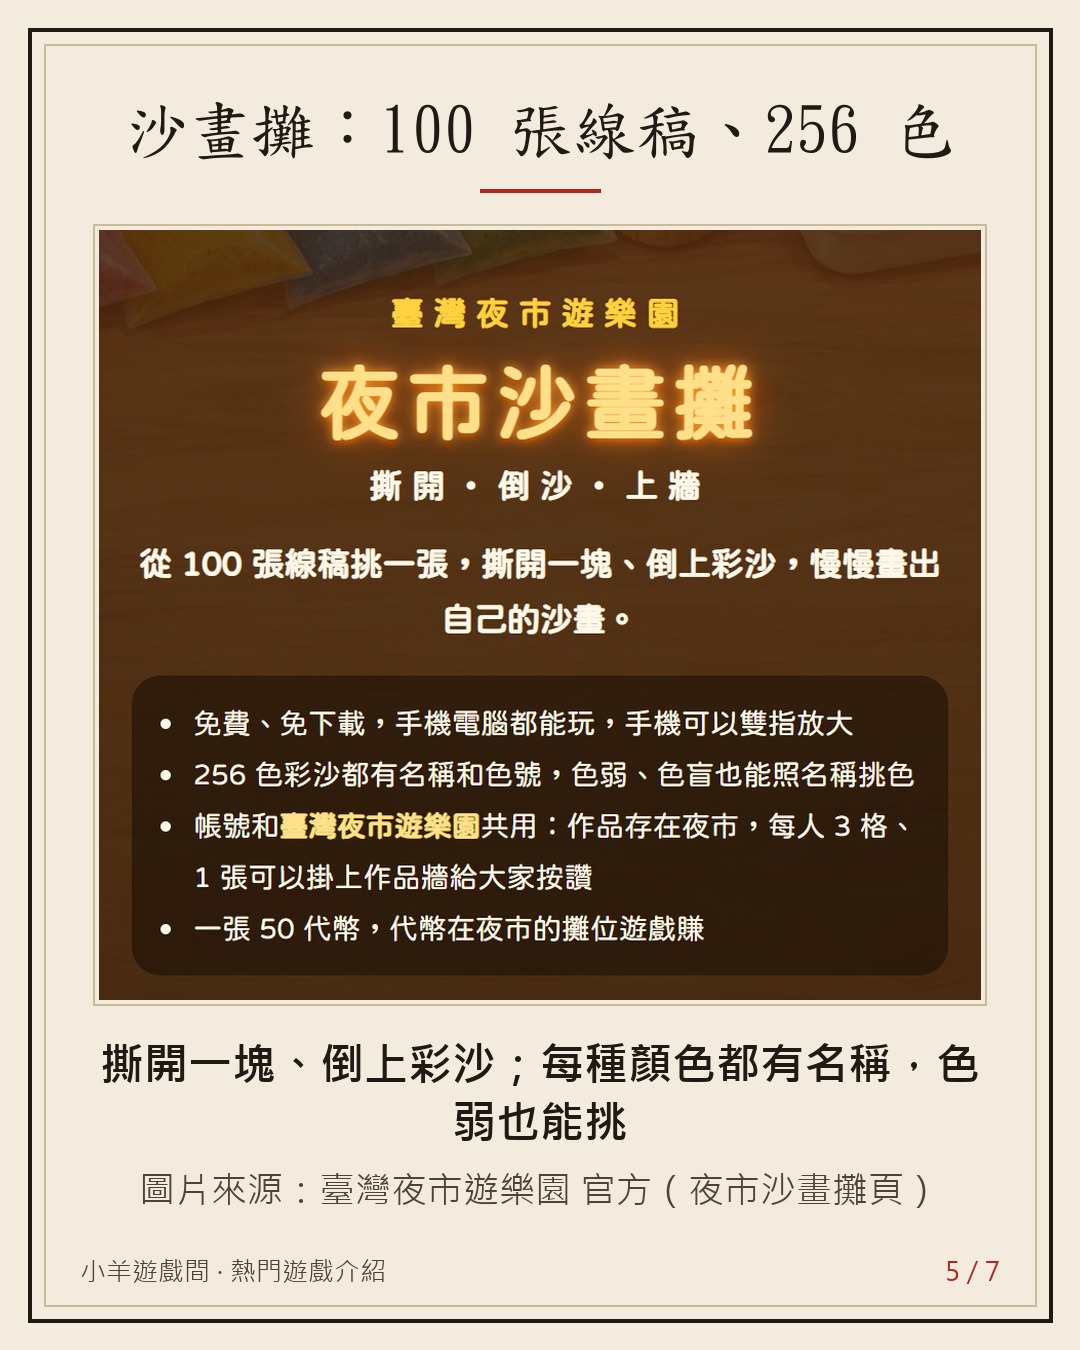 沙畫攤：100 張線稿、256 色
臺灣夜市遊樂園
夜市沙畫攤
撕開・倒沙・上牆
從 100 張線稿挑一張，撕開一塊、倒上彩沙，慢慢畫出
自己的沙畫。
• 免費、免下載，手機電腦都能玩，手機可以雙指放大
• 256 色彩沙都有名稱和色號，色弱、色盲也能照名稱挑色
• 帳號和臺灣夜市遊樂園共用：作品存在夜市，每人 3 格、
1 張可以掛上作品牆給大家按讚
• 一張 50 代幣，代幣在夜市的攤位遊戲賺
撕開一塊、倒上彩沙；每種顏色都有名稱，色
弱也能挑
圖片來源：臺灣夜市遊樂園 官方（夜市沙畫攤頁）
小羊遊戲間 · 熱門遊戲介紹
5 / 7